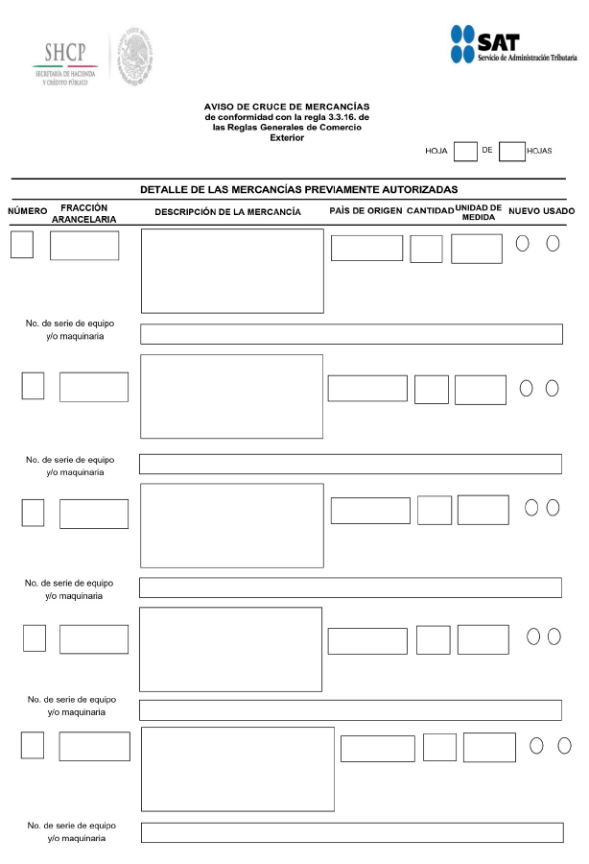 SHCP
SECRETARÍA DE HACIENDA
Y CRÉDITO PÚBLICO
SAT
Servicio de Administración Tributaria
AVISO DE CRUCE DE MERCANCÍAS
de conformidad con la regla 3.3.16. de
las Reglas Generales de Comercio
Exterior
HOJA DE HOJAS
DETALLE DE LAS MERCANCÍAS PREVIAMENTE AUTORIZADAS
NÚMERO FRACCIÓN ARANCELARIA DESCRIPCIÓN DE LA MERCANCÍA PAÍS DE ORIGEN CANTIDAD UNIDAD DE MEDIDA NUEVO USADO
No. de serie de equipo
y/o maquinaria
No. de serie de equipo
y/o maquinaria
No. de serie de equipo
y/o maquinaria
No. de serie de equipo
y/o maquinaria
No. de serie de equipo
y/o maquinaria